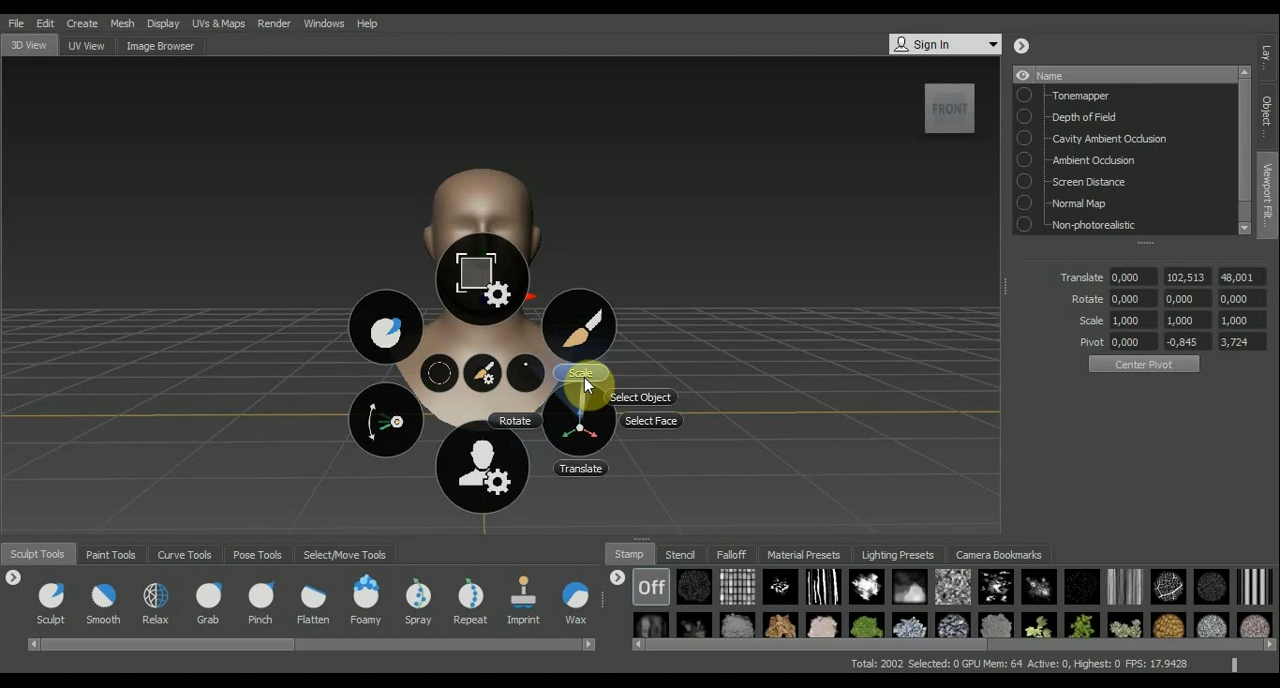 File Edit Create Mesh Display UVs & Maps Render Windows Help
3D View UV View Image Browser
Sign In
FRONT
Name
Tonemapper
Depth of Field
Cavity Ambient Occlusion
Ambient Occlusion
Screen Distance
Normal Map
Non-photorealistic
Lay...
Object ...
Viewport Filt...
Translate 0,000 102,513 48,001
Rotate 0,000 0,000 0,000
Scale 1,000 1,000 1,000
Pivot 0,000 -0,845 3,724
Center Pivot
Scale
Select Object
Rotate
Select Face
Translate
Sculpt Tools Paint Tools Curve Tools Pose Tools Select/Move Tools
Stamp Stencil Falloff Material Presets Lighting Presets Camera Bookmarks
Off
Sculpt Smooth Relax Grab Pinch Flatten Foamy Spray Repeat Imprint Wax
Total: 2002 Selected: 0 GPU Mem: 64 Active: 0, Highest: 0 FPS: 17.9428